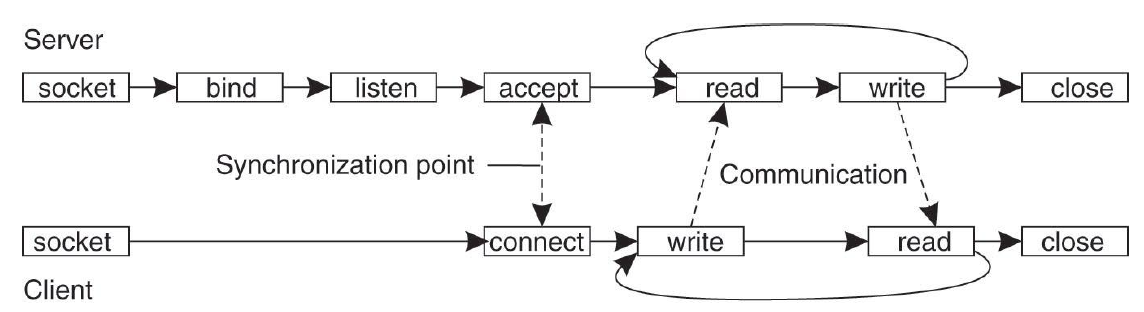 Server
socket bind listen accept read write close
Synchronization point
Communication
socket connect write read close
Client